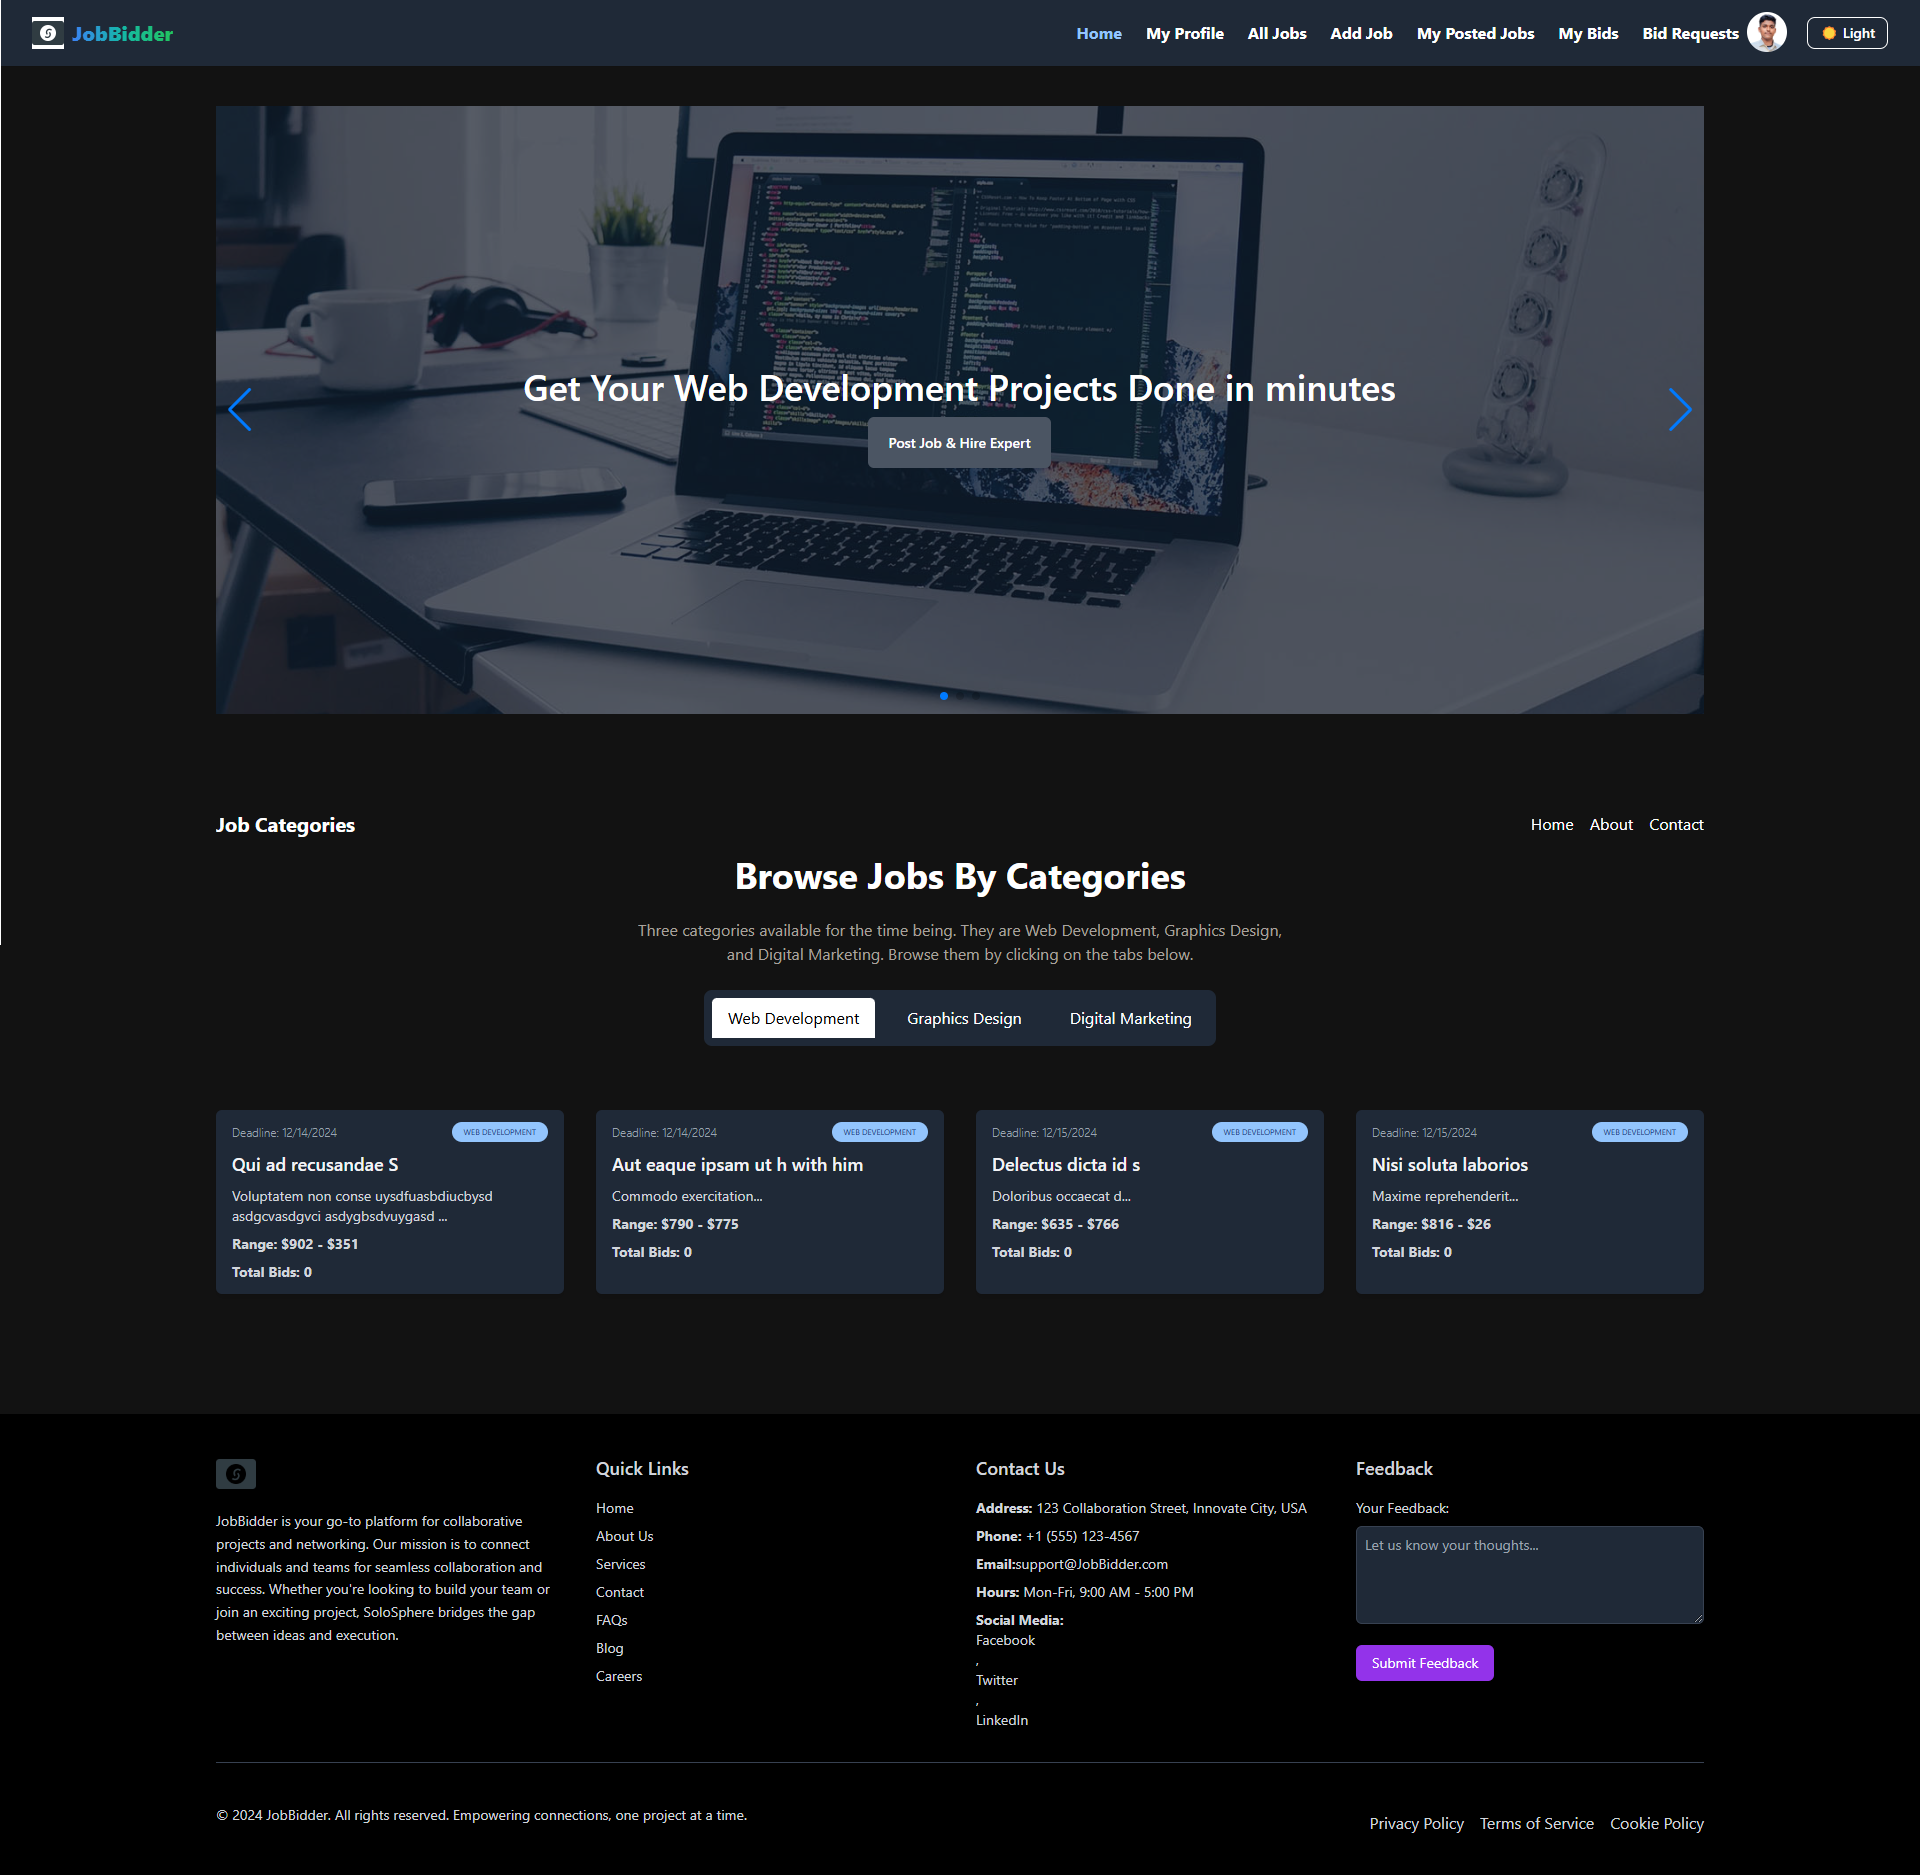 JobBidder
Home My Profile All Jobs Add Job My Posted Jobs My Bids Bid Requests Light
Get Your Web Development Projects Done in minutes
Post Job & Hire Expert
Job Categories
Home About Contact
Browse Jobs By Categories
Three categories available for the time being. They are Web Development, Graphics Design,
and Digital Marketing. Browse them by clicking on the tabs below.
Web Development Graphics Design Digital Marketing
Deadline: 12/14/2024 WEB DEVELOPMENT
Qui ad recusandae S
Voluptatem non conse uysdfuasbdiucbysd
asdgcvasdgvci asdygbsdvuygasd ...
Range: $902 - $351
Total Bids: 0
Deadline: 12/14/2024 WEB DEVELOPMENT
Aut eaque ipsam ut h with him
Commodo exercitation...
Range: $790 - $775
Total Bids: 0
Deadline: 12/15/2024 WEB DEVELOPMENT
Delectus dicta id s
Doloribus occaecat d...
Range: $635 - $766
Total Bids: 0
Deadline: 12/15/2024 WEB DEVELOPMENT
Nisi soluta laborios
Maxime reprehenderit...
Range: $816 - $26
Total Bids: 0
JobBidder is your go-to platform for collaborative
projects and networking. Our mission is to connect
individuals and teams for seamless collaboration and
success. Whether you're looking to build your team or
join an exciting project, SoloSphere bridges the gap
between ideas and execution.
Quick Links
Home
About Us
Services
Contact
FAQs
Blog
Careers
Contact Us
Address: 123 Collaboration Street, Innovate City, USA
Phone: +1 (555) 123-4567
Email:support@JobBidder.com
Hours: Mon-Fri, 9:00 AM - 5:00 PM
Social Media:
Facebook
,
Twitter
,
LinkedIn
Feedback
Your Feedback:
Let us know your thoughts...
Submit Feedback
© 2024 JobBidder. All rights reserved. Empowering connections, one project at a time.
Privacy Policy Terms of Service Cookie Policy